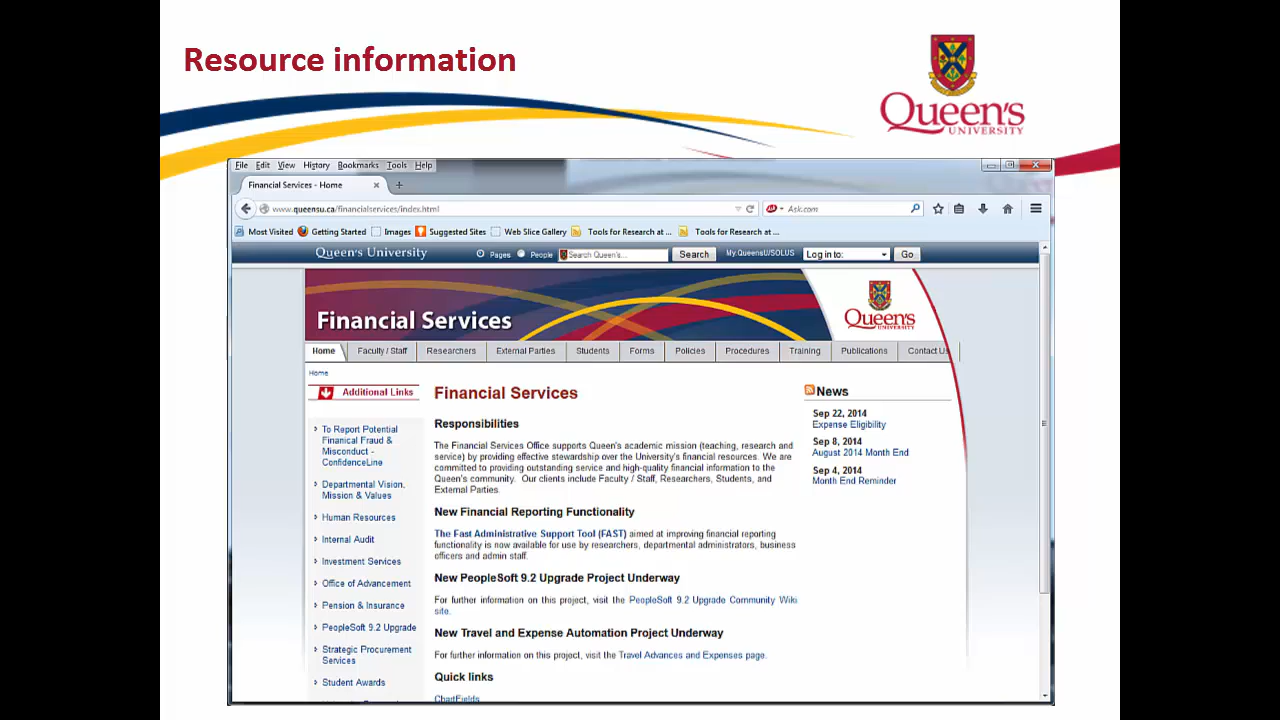 Resource information
Queen's
UNIVERSITY
File Edit View History Bookmarks Tools Help
Financial Services - Home
www.queensu.ca/financialservices/index.html
Ask.com
Most Visited Getting Started Images Suggested Sites Web Slice Gallery Tools for Research at ... Tools for Research at ...
Queen's University
Pages People Search Queen's... Search My.QueensU/SOLUS Log in to: Go
Financial Services
Queen's
UNIVERSITY
Home Faculty / Staff Researchers External Parties Students Forms Policies Procedures Training Publications Contact Us
Home
Additional Links
To Report Potential
Finanical Fraud &
Misconduct -
ConfidenceLine
Departmental Vision,
Mission & Values
Human Resources
Internal Audit
Investment Services
Office of Advancement
Pension & Insurance
PeopleSoft 9.2 Upgrade
Strategic Procurement
Services
Student Awards
Financial Services
Responsibilities
The Financial Services Office supports Queen's academic mission (teaching, research and
service) by providing effective stewardship over the University's financial resources. We are
committed to providing outstanding service and high-quality financial information to the
Queen's community. Our clients include Faculty / Staff, Researchers, Students, and
External Parties.
New Financial Reporting Functionality
The Fast Administrative Support Tool (FAST) aimed at improving financial reporting
functionality is now available for use by researchers, departmental administrators, business
officers and admin staff.
New PeopleSoft 9.2 Upgrade Project Underway
For further information on this project, visit the PeopleSoft 9.2 Upgrade Community Wiki
site.
New Travel and Expense Automation Project Underway
For further information on this project, visit the Travel Advances and Expenses page.
Quick links
ChartFields
News
Sep 22, 2014
Expense Eligibility
Sep 8, 2014
August 2014 Month End
Sep 4, 2014
Month End Reminder